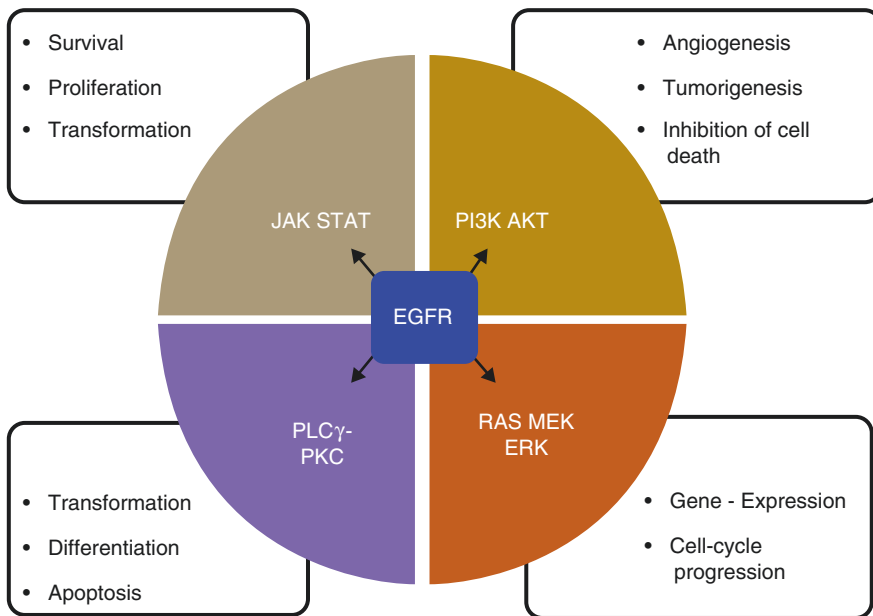 • Survival
• Proliferation
• Transformation
• Angiogenesis
• Tumorigenesis
• Inhibition of cell
death
JAK STAT
PI3K AKT
EGFR
PLCγ-
PKC
RAS MEK
ERK
• Transformation
• Differentiation
• Apoptosis
• Gene - Expression
• Cell-cycle
progression